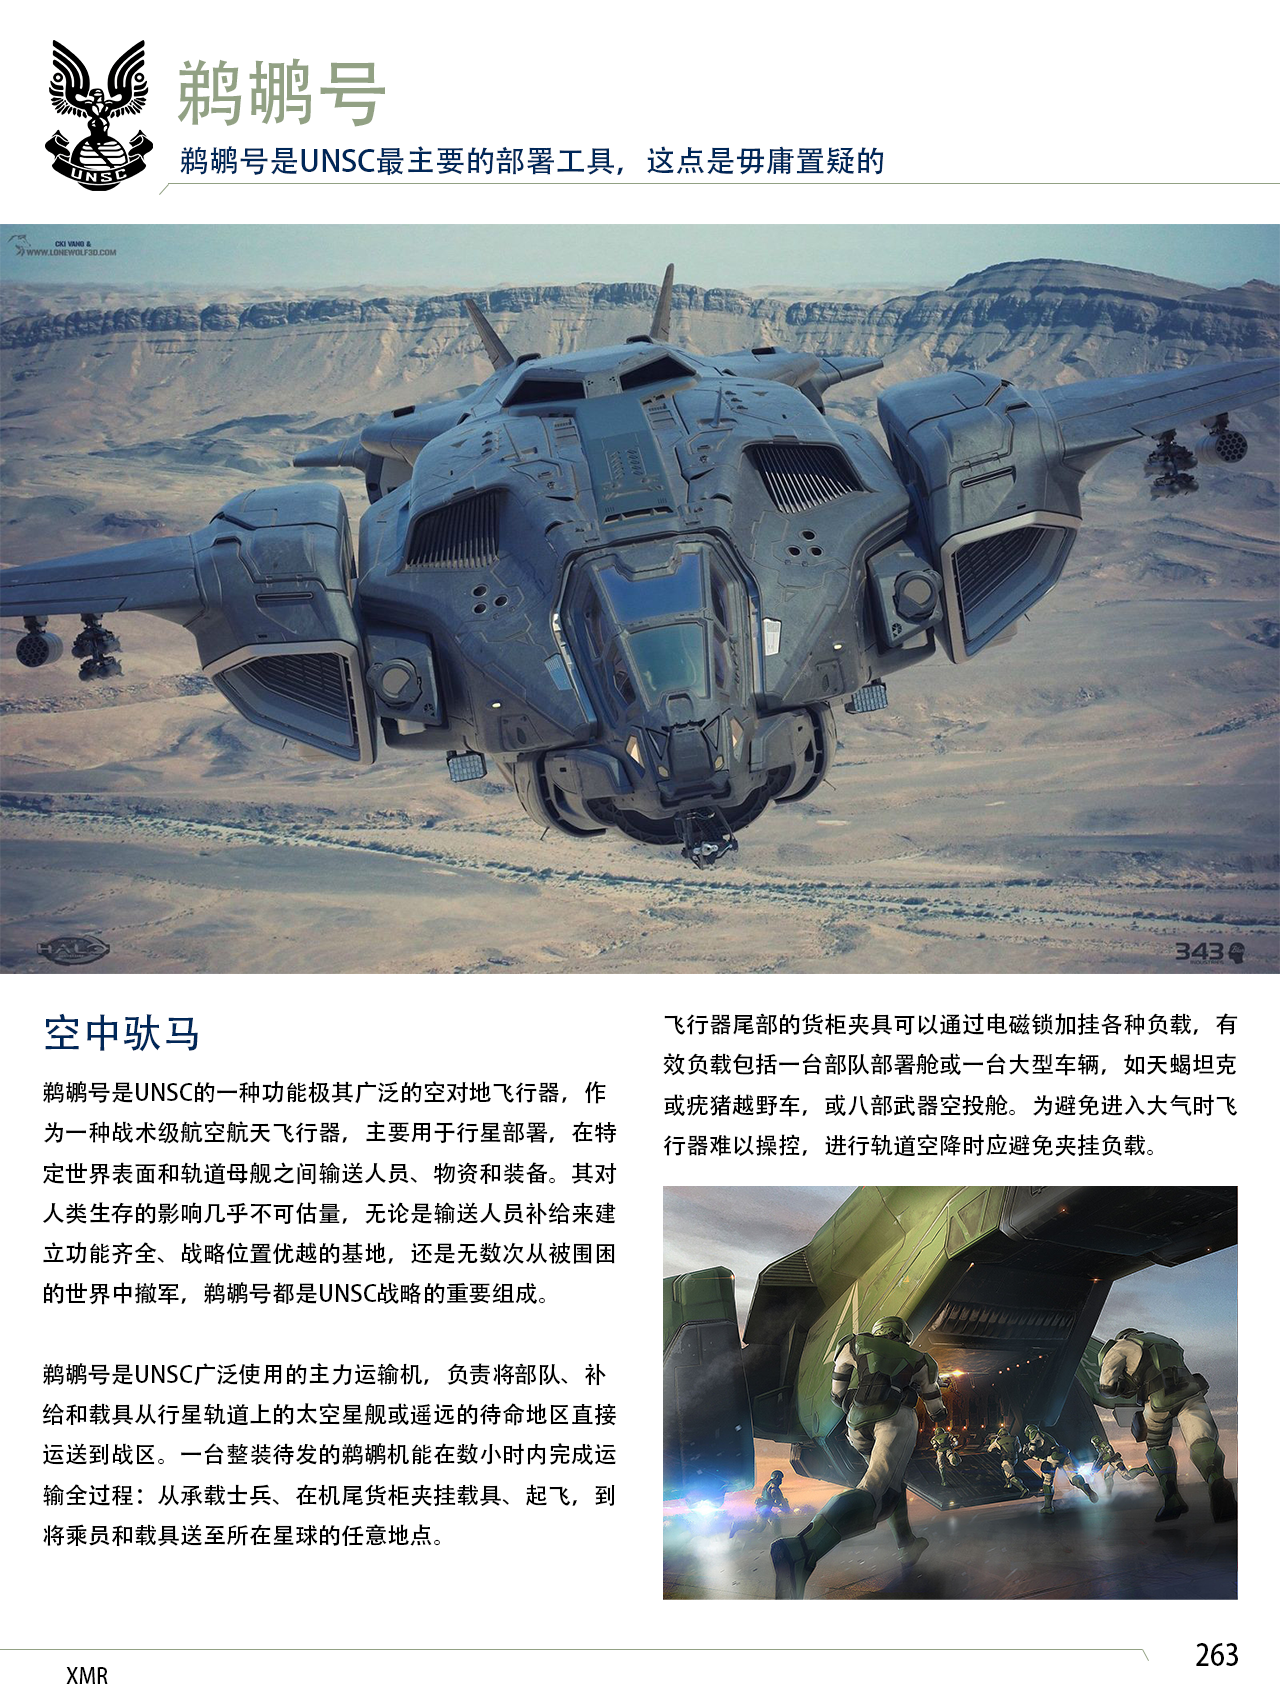 UNSC
鹈鹕号
鹈鹕号是UNSC最主要的部署工具，这点是毋庸置疑的
CKI VANG &
WWW.LONEWOLF3D.COM
HALO
343
INDUSTRIES
空中驮马
鹈鹕号是UNSC的一种功能极其广泛的空对地飞行器，作
为一种战术级航空航天飞行器，主要用于行星部署，在特
定世界表面和轨道母舰之间输送人员、物资和装备。其对
人类生存的影响几乎不可估量，无论是输送人员补给来建
立功能齐全、战略位置优越的基地，还是无数次从被围困
的世界中撤军，鹈鹕号都是UNSC战略的重要组成。
鹈鹕号是UNSC广泛使用的主力运输机，负责将部队、补
给和载具从行星轨道上的太空星舰或遥远的待命地区直接
运送到战区。一台整装待发的鹈鹕机能在数小时内完成运
输全过程：从承载士兵、在机尾货柜夹挂载具、起飞，到
将乘员和载具送至所在星球的任意地点。
飞行器尾部的货柜夹具可以通过电磁锁加挂各种负载，有
效负载包括一台部队部署舱或一台大型车辆，如天蝎坦克
或疣猪越野车，或八部武器空投舱。为避免进入大气时飞
行器难以操控，进行轨道空降时应避免夹挂负载。
XMR
263